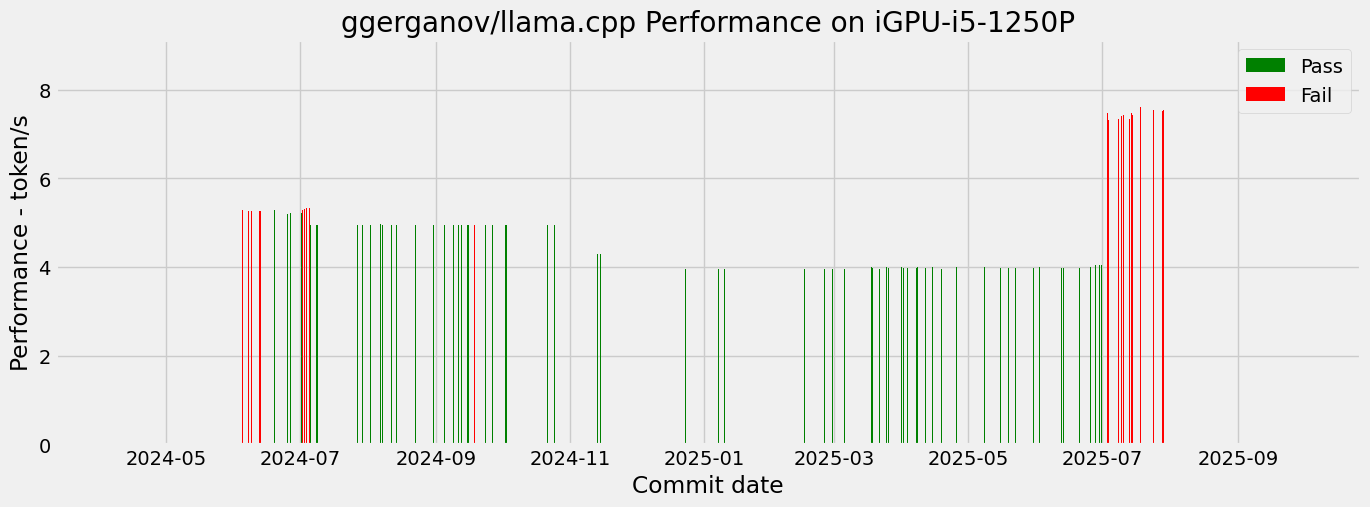 ggerganov/llama.cpp Performance on iGPU-i5-1250P
Pass
Fail
Performance - token/s
8
6
4
2
0
2024-05 2024-07 2024-09 2024-11 2025-01 2025-03 2025-05 2025-07 2025-09
Commit date